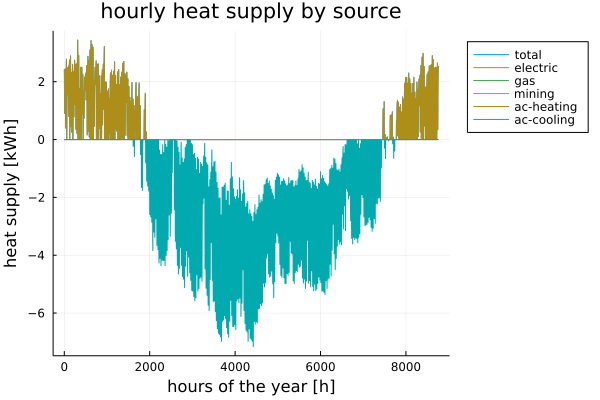 hourly heat supply by source
total
electric
gas
mining
ac-heating
ac-cooling
heat supply [kWh]
2
0
−2
−4
−6
0 2000 4000 6000 8000
hours of the year [h]